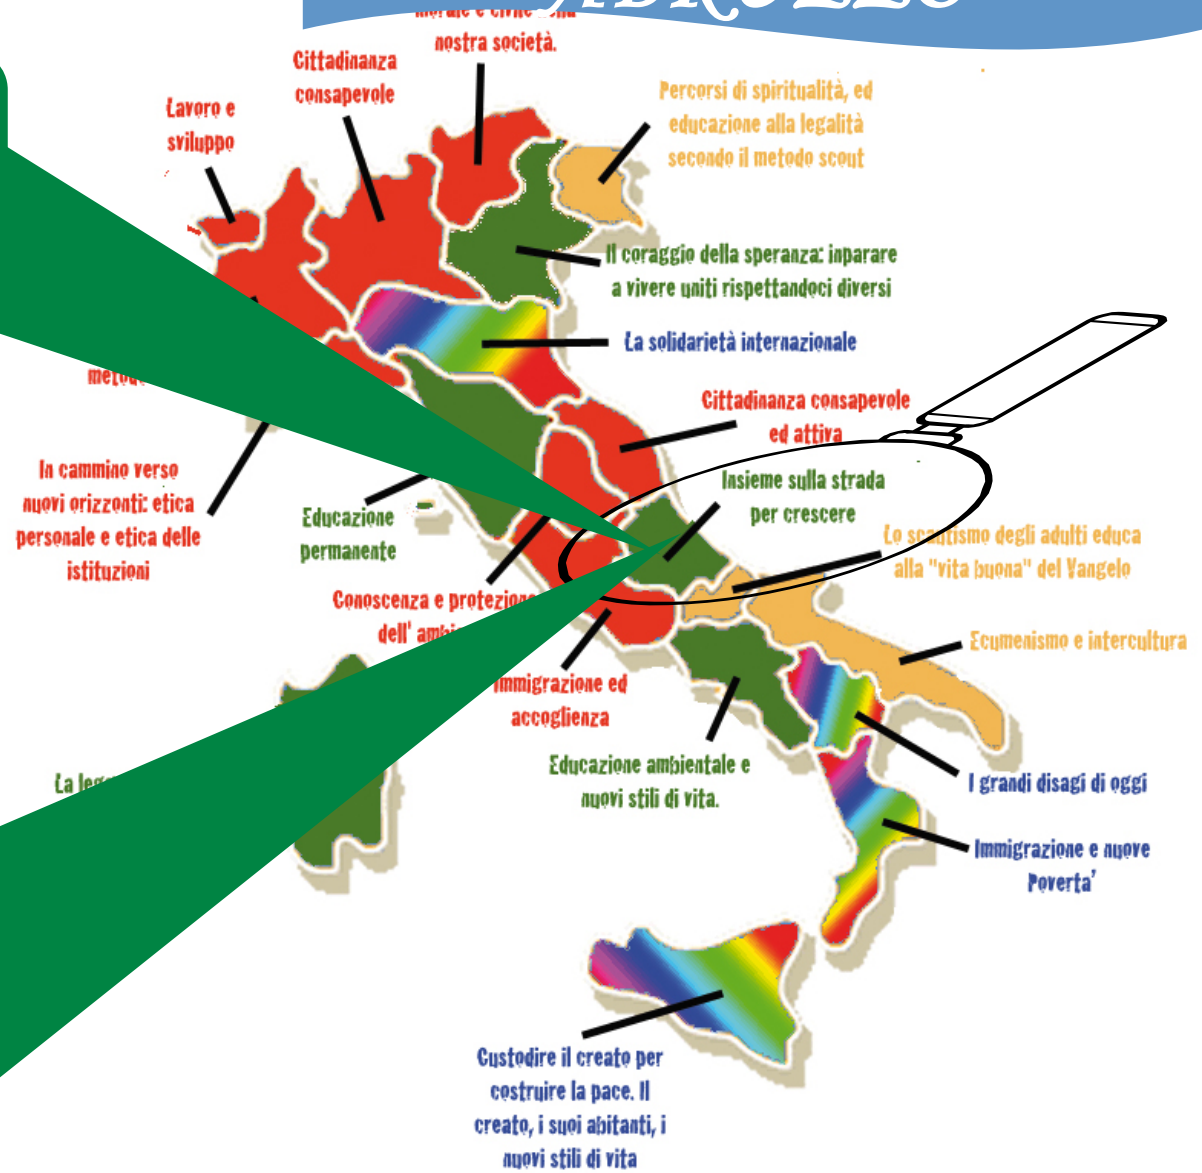 nostra società.
Cittadinanza
consapevole
Lavoro e
sviluppo
Percorsi di spiritualità, ed
educazione alla legalità
secondo il metodo scout
Il coraggio della speranza: inparare
a vivere uniti rispettandoci diversi
La solidarietà internazionale
Cittadinanza consapevole
ed attiva
In cammino verso
nuovi orizzonti: etica
personale e etica delle
istituzioni
Educazione
permanente
Insieme sulla strada
per crescere
Lo scautismo degli adulti educa
alla "vita buona" del Vangelo
Conoscenza e protezione
dell'
Ecumenismo e intercultura
Immigrazione ed
accoglienza
Educazione ambientale e
nuovi stili di vita.
La
I grandi disagi di oggi
Immigrazione e nuove
Poverta'
Custodire il creato per
costruire la pace. Il
creato, i suoi abitanti, i
nuovi stili di vita